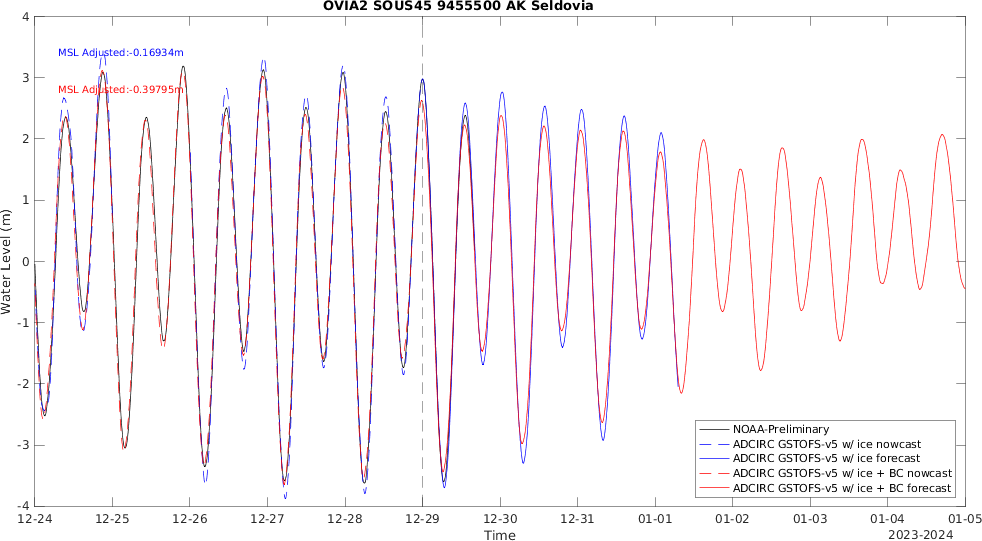 OVIA2 SOUS45 9455500 AK Seldovia
MSL Adjusted:-0.16934m
MSL Adjusted:-0.39795m
4
3
2
1
0
-1
-2
-3
-4
Water Level (m)
NOAA-Preliminary
ADCIRC GSTOFS-v5 w/ ice nowcast
ADCIRC GSTOFS-v5 w/ ice forecast
ADCIRC GSTOFS-v5 w/ ice + BC nowcast
ADCIRC GSTOFS-v5 w/ ice + BC forecast
12-24 12-25 12-26 12-27 12-28 12-29 12-30 12-31 01-01 01-02 01-03 01-04 01-05
Time
2023-2024